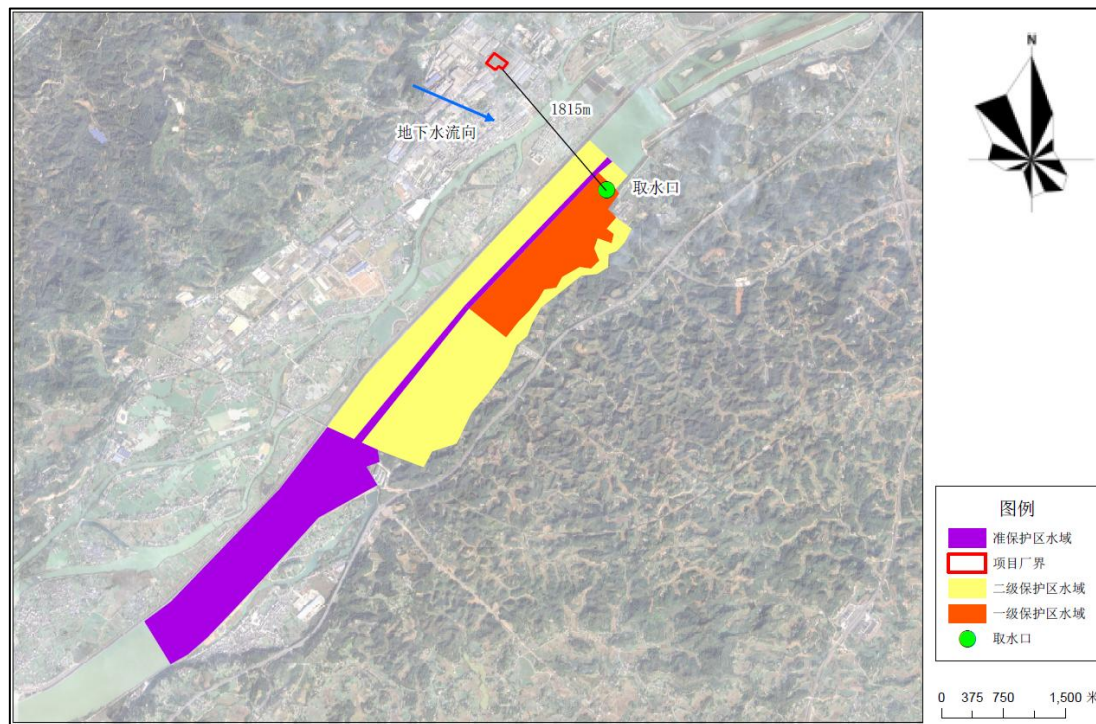 1815m
地下水流向
取水口
N
图例
准保护区水域
项目厂界
二级保护区水域
一级保护区水域
取水口
0 375 750 1,500 米